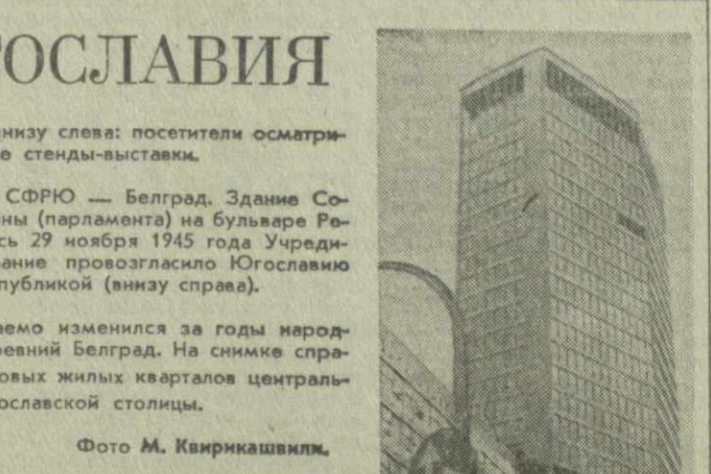 ГОСЛАВИЯ
внизу слева: посетители осматри-
е стенды-выставки.
СФРЮ — Белград. Здание Со-
ны (парламента) на бульваре Ре-
сь 29 ноября 1945 года Учреди-
ание провозгласило Югославию
публикой (внизу справа).
аемо изменился за годы народ-
ревний Белград. На снимке спра-
овых жилых кварталов централь-
ославской столицы.
Фото М. Квирикашвили.